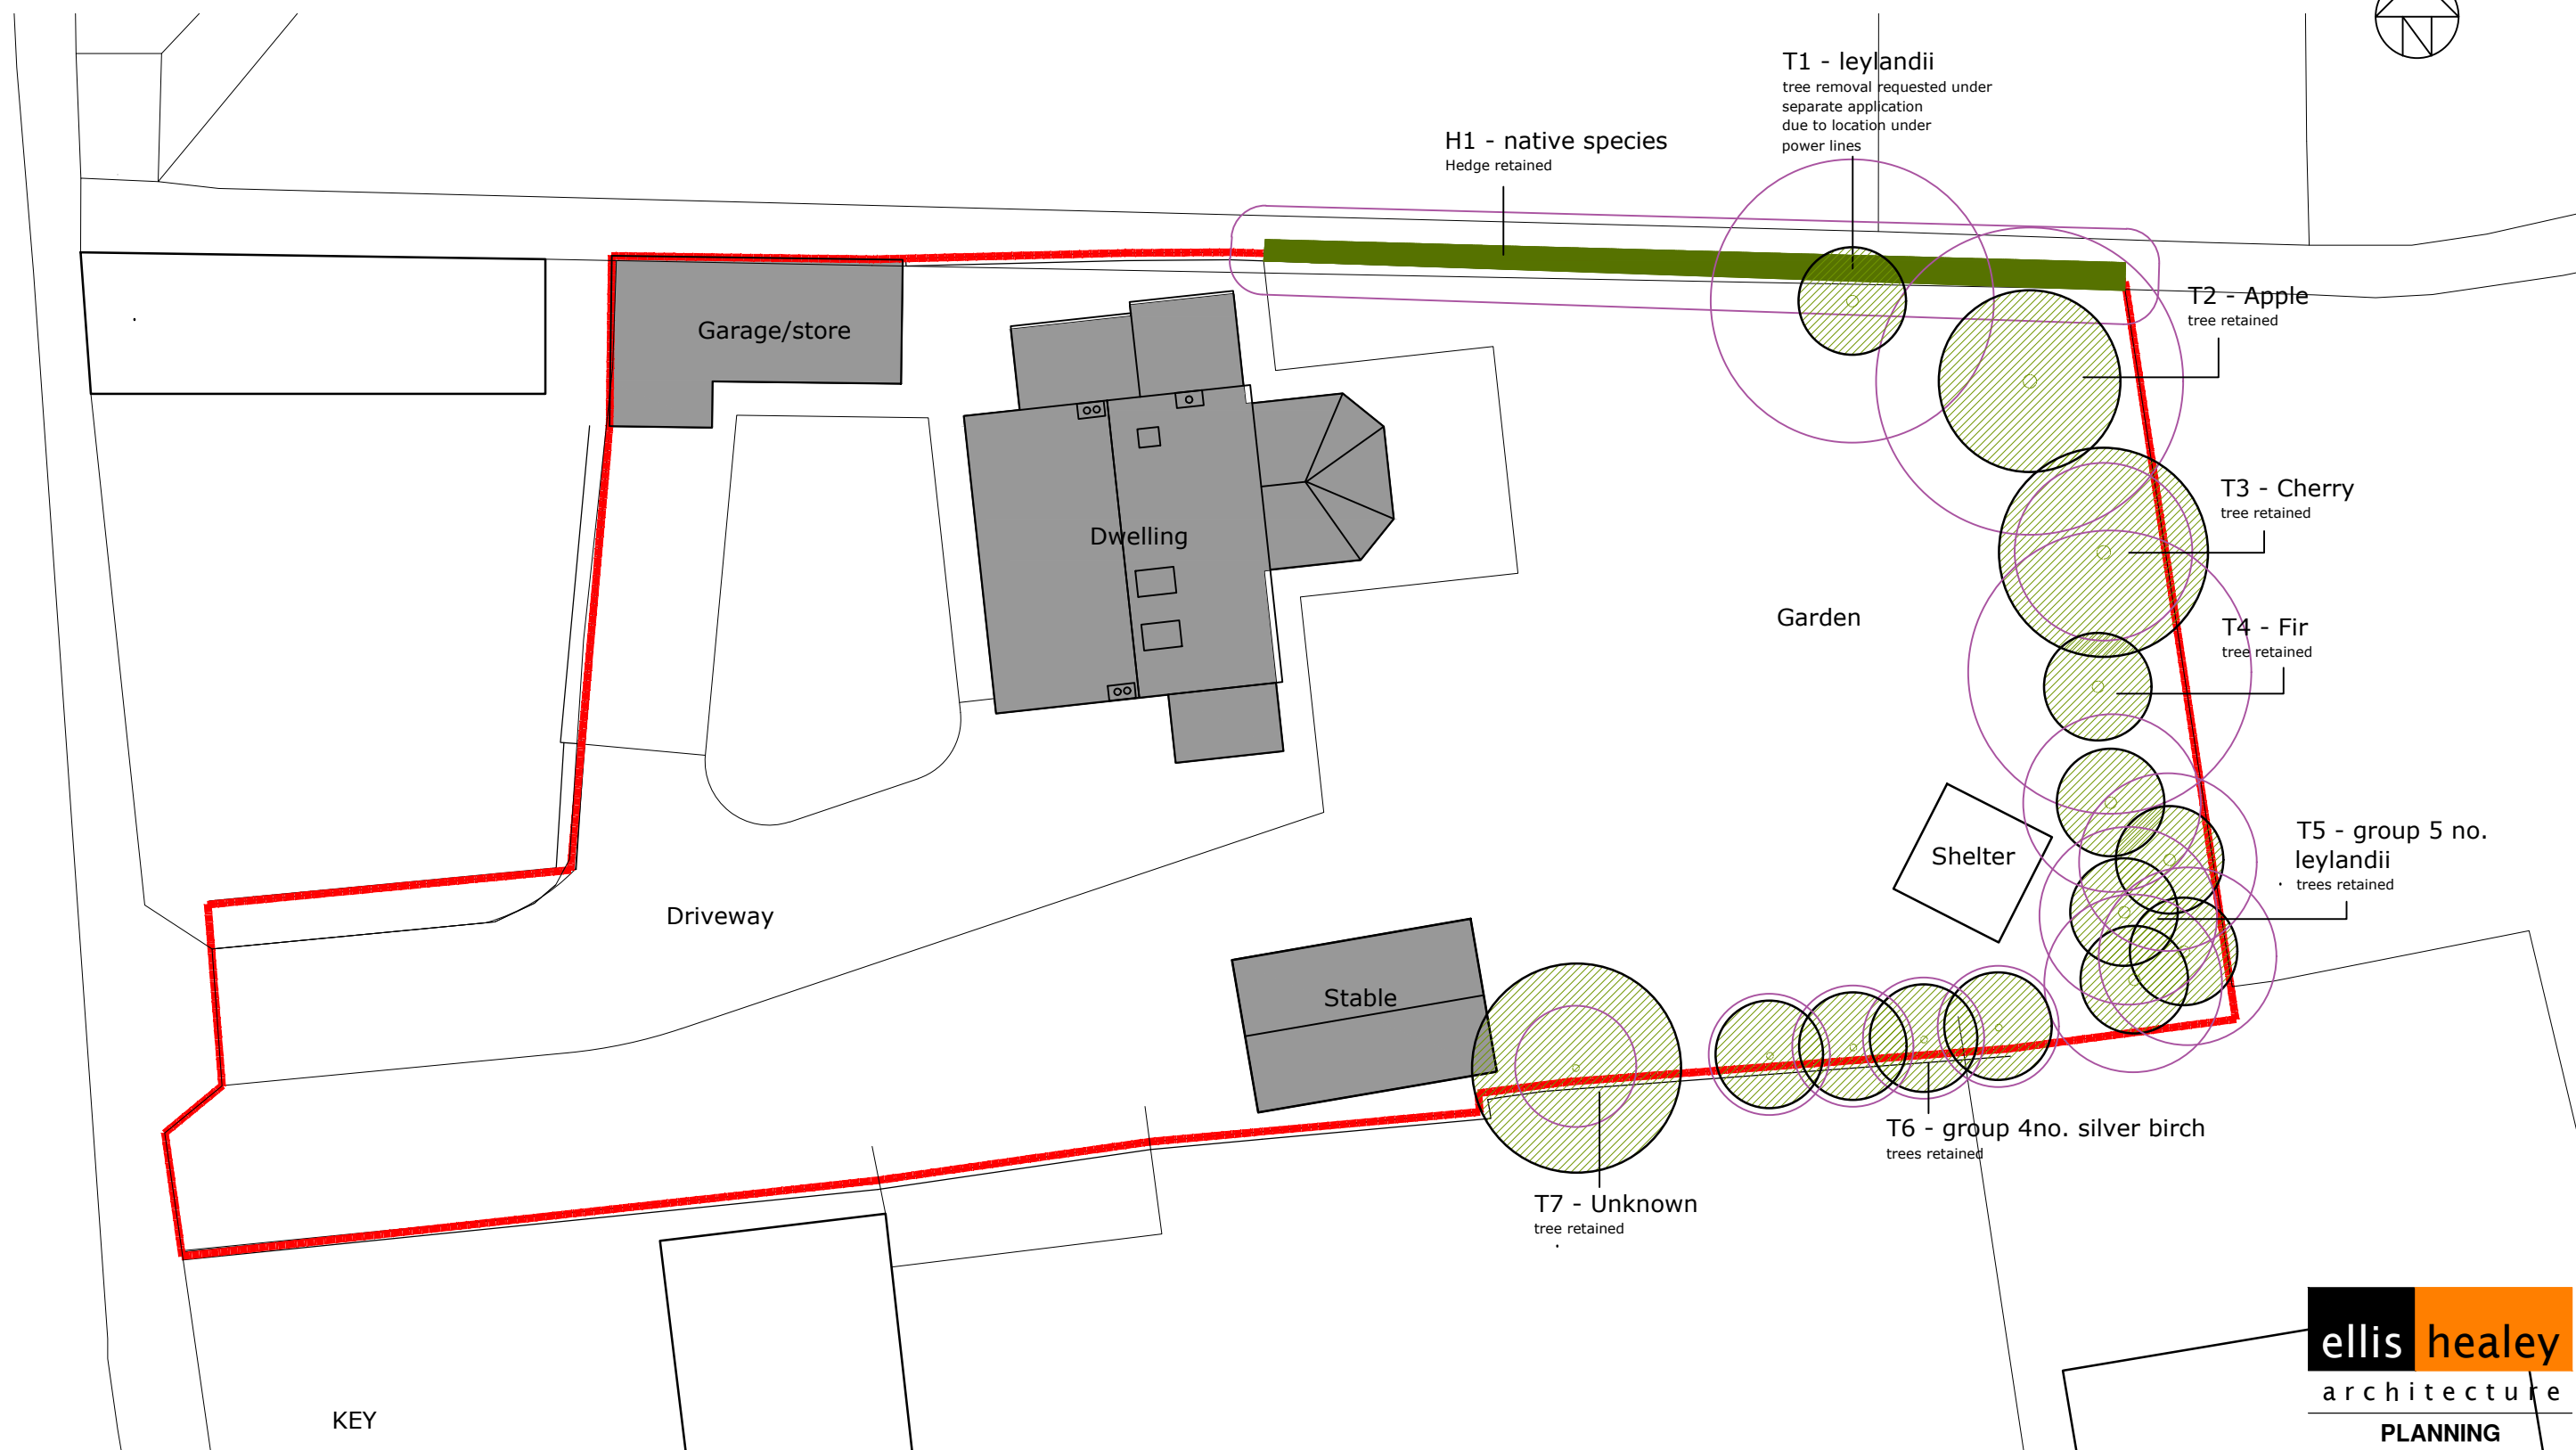 N
T1 - leylandii
tree removal requested under
separate application
due to location under
power lines
H1 - native species
Hedge retained
T2 - Apple
tree retained
Garage/store
T3 - Cherry
tree retained
Dwelling
Garden
T4 - Fir
tree retained
T5 - group 5 no.
leylandii
trees retained
Shelter
Driveway
Stable
T6 - group 4no. silver birch
trees retained
T7 - Unknown
tree retained
KEY
ellis healey
architecture
PLANNING